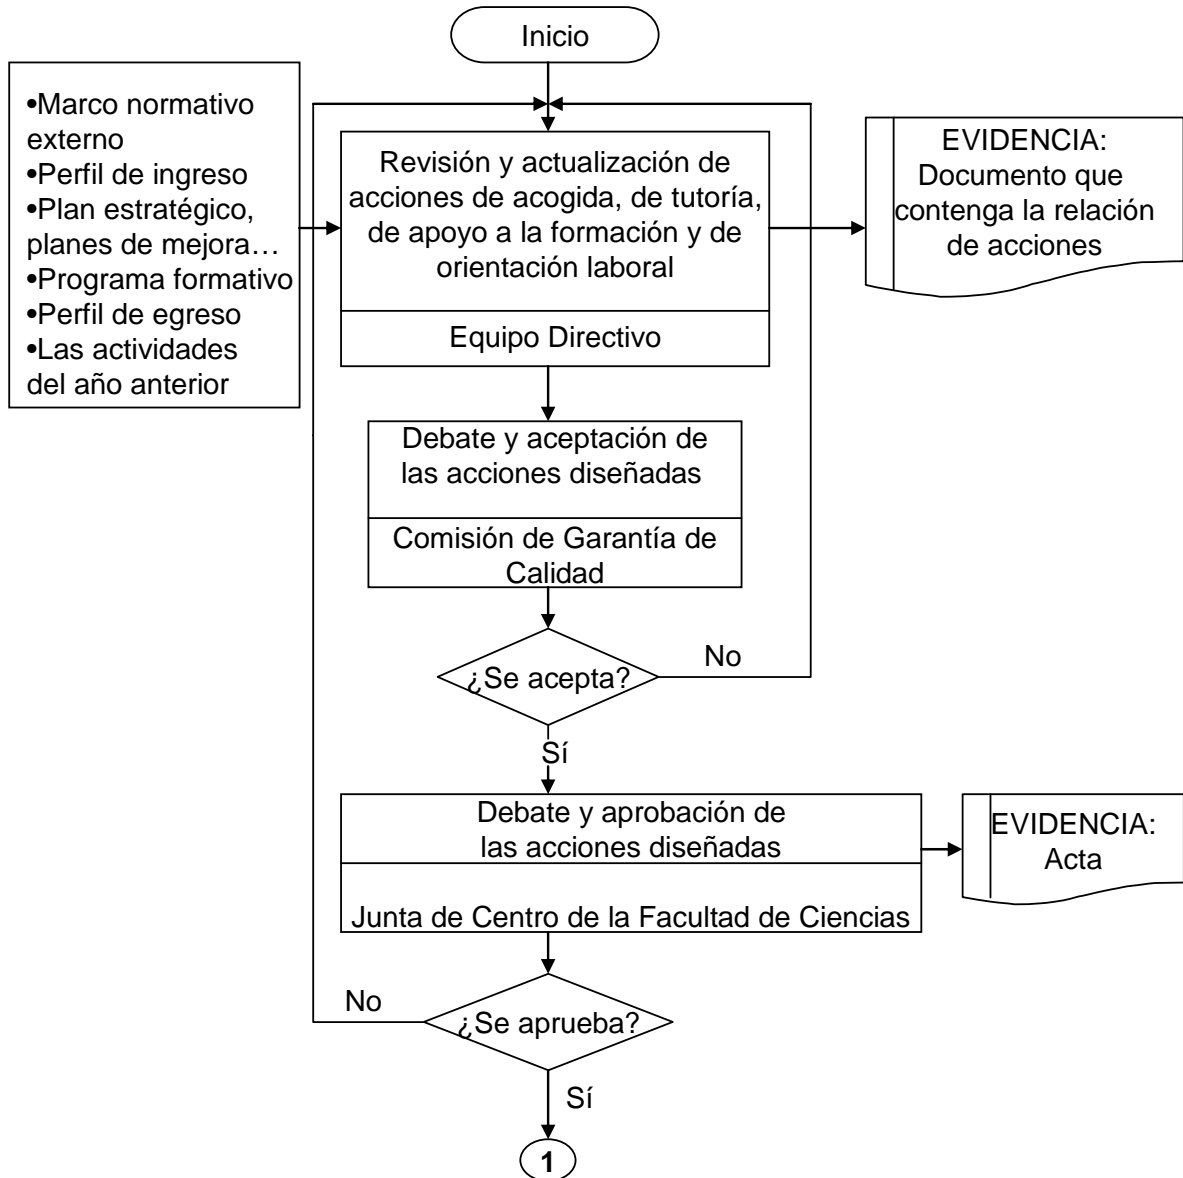 Inicio
•Marco normativo
externo
•Perfil de ingreso
•Plan estratégico,
planes de mejora…
•Programa formativo
•Perfil de egreso
•Las actividades
del año anterior
Revisión y actualización de
acciones de acogida, de tutoría,
de apoyo a la formación y de
orientación laboral
Equipo Directivo
EVIDENCIA:
Documento que
contenga la relación
de acciones
Debate y aceptación de
las acciones diseñadas
Comisión de Garantía de
Calidad
¿Se acepta?
No
Sí
Debate y aprobación de
las acciones diseñadas
Junta de Centro de la Facultad de Ciencias
EVIDENCIA:
Acta
No
¿Se aprueba?
Sí
1